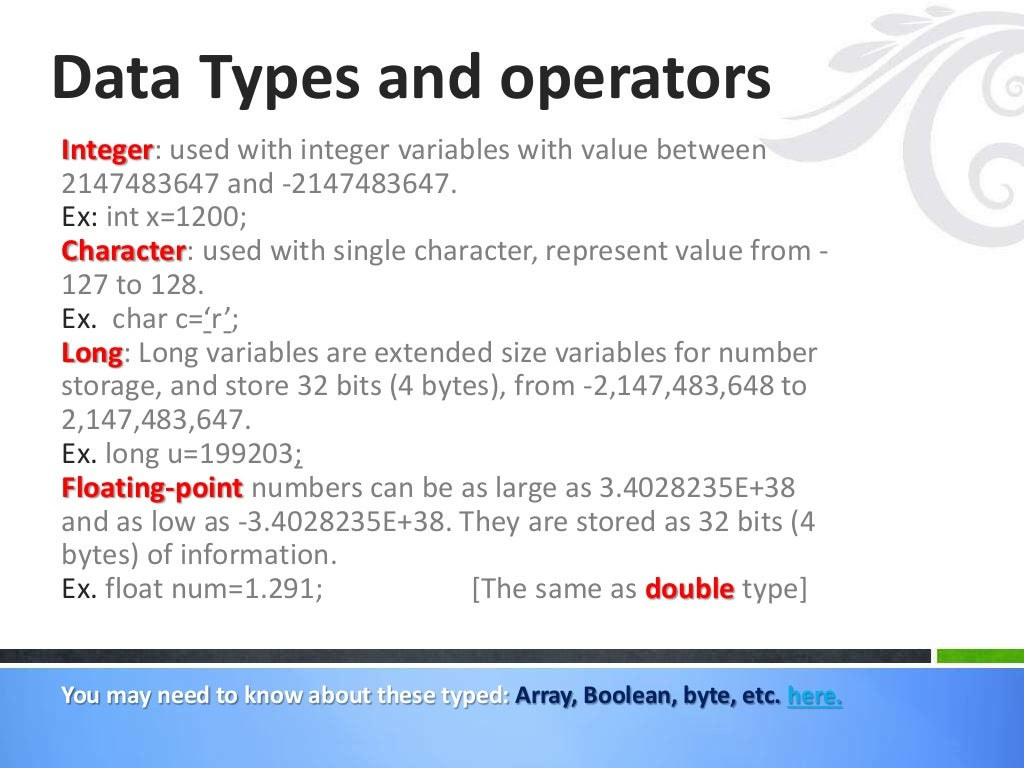 Data Types and operators
Integer: used with integer variables with value between
2147483647 and -2147483647.
Ex: int x=1200;
Character: used with single character, represent value from -
127 to 128.
Ex.  char c=‘r’;
Long: Long variables are extended size variables for number
storage, and store 32 bits (4 bytes), from -2,147,483,648 to
2,147,483,647.
Ex. long u=199203;
Floating-point numbers can be as large as 3.4028235E+38
and as low as -3.4028235E+38. They are stored as 32 bits (4
bytes) of information.
Ex. float num=1.291; [The same as double type]
You may need to know about these typed: Array, Boolean, byte, etc. here.